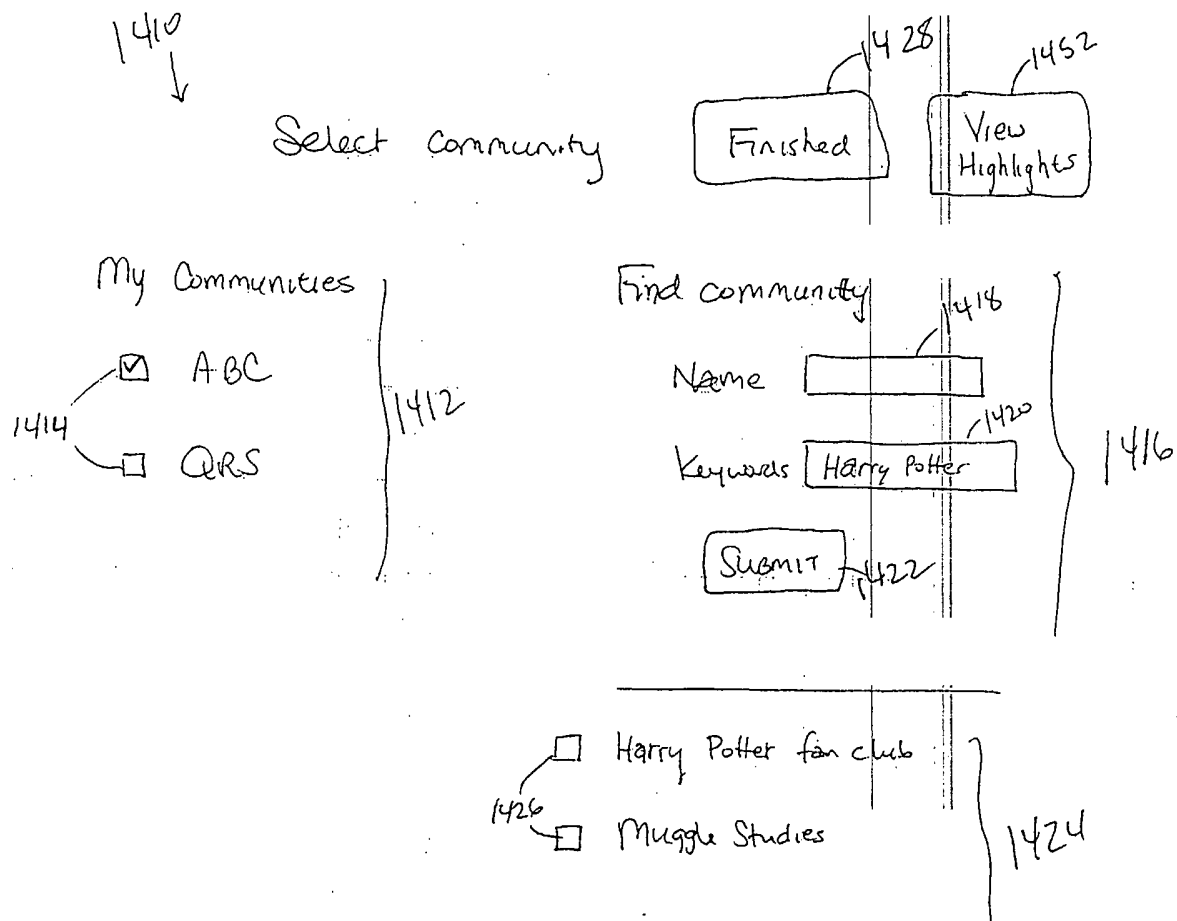 1410
1428
1452
Select community
Finished
View
Highlights
My Communities
Find community
1418
ABC
Name
1414
1412
1420
QRS
Keywords
Harry Potter
1416
SUBMIT
1422
Harry Potter fan club
1426
Muggle Studies
1424